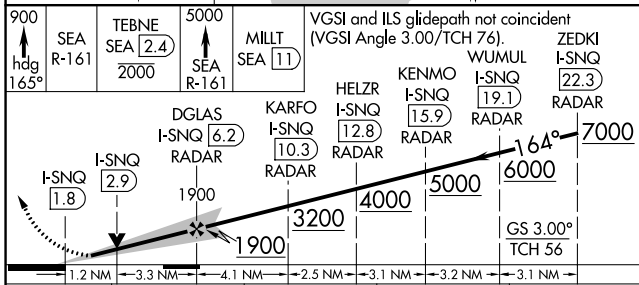 900
hdg
165°
SEA
R-161
TEBNE
SEA 2.4
2000
5000
SEA
R-161
MILLT
SEA 11
VGSI and ILS glidepath not coincident
(VGSI Angle 3.00/TCH 76).
ZEDKI
I-SNQ
22.3
RADAR
WUMUL
I-SNQ
19.1
RADAR
KENMO
I-SNQ
15.9
RADAR
HELZR
I-SNQ
12.8
RADAR
KARFO
I-SNQ
10.3
RADAR
DGLAS
I-SNQ 6.2
RADAR
I-SNQ
2.9
I-SNQ
1.8
1900
164°
7000
6000
5000
4000
3200
1900
GS 3.00°
TCH 56
1.2 NM
3.3 NM
4.1 NM
2.5 NM
3.1 NM
3.2 NM
3.1 NM